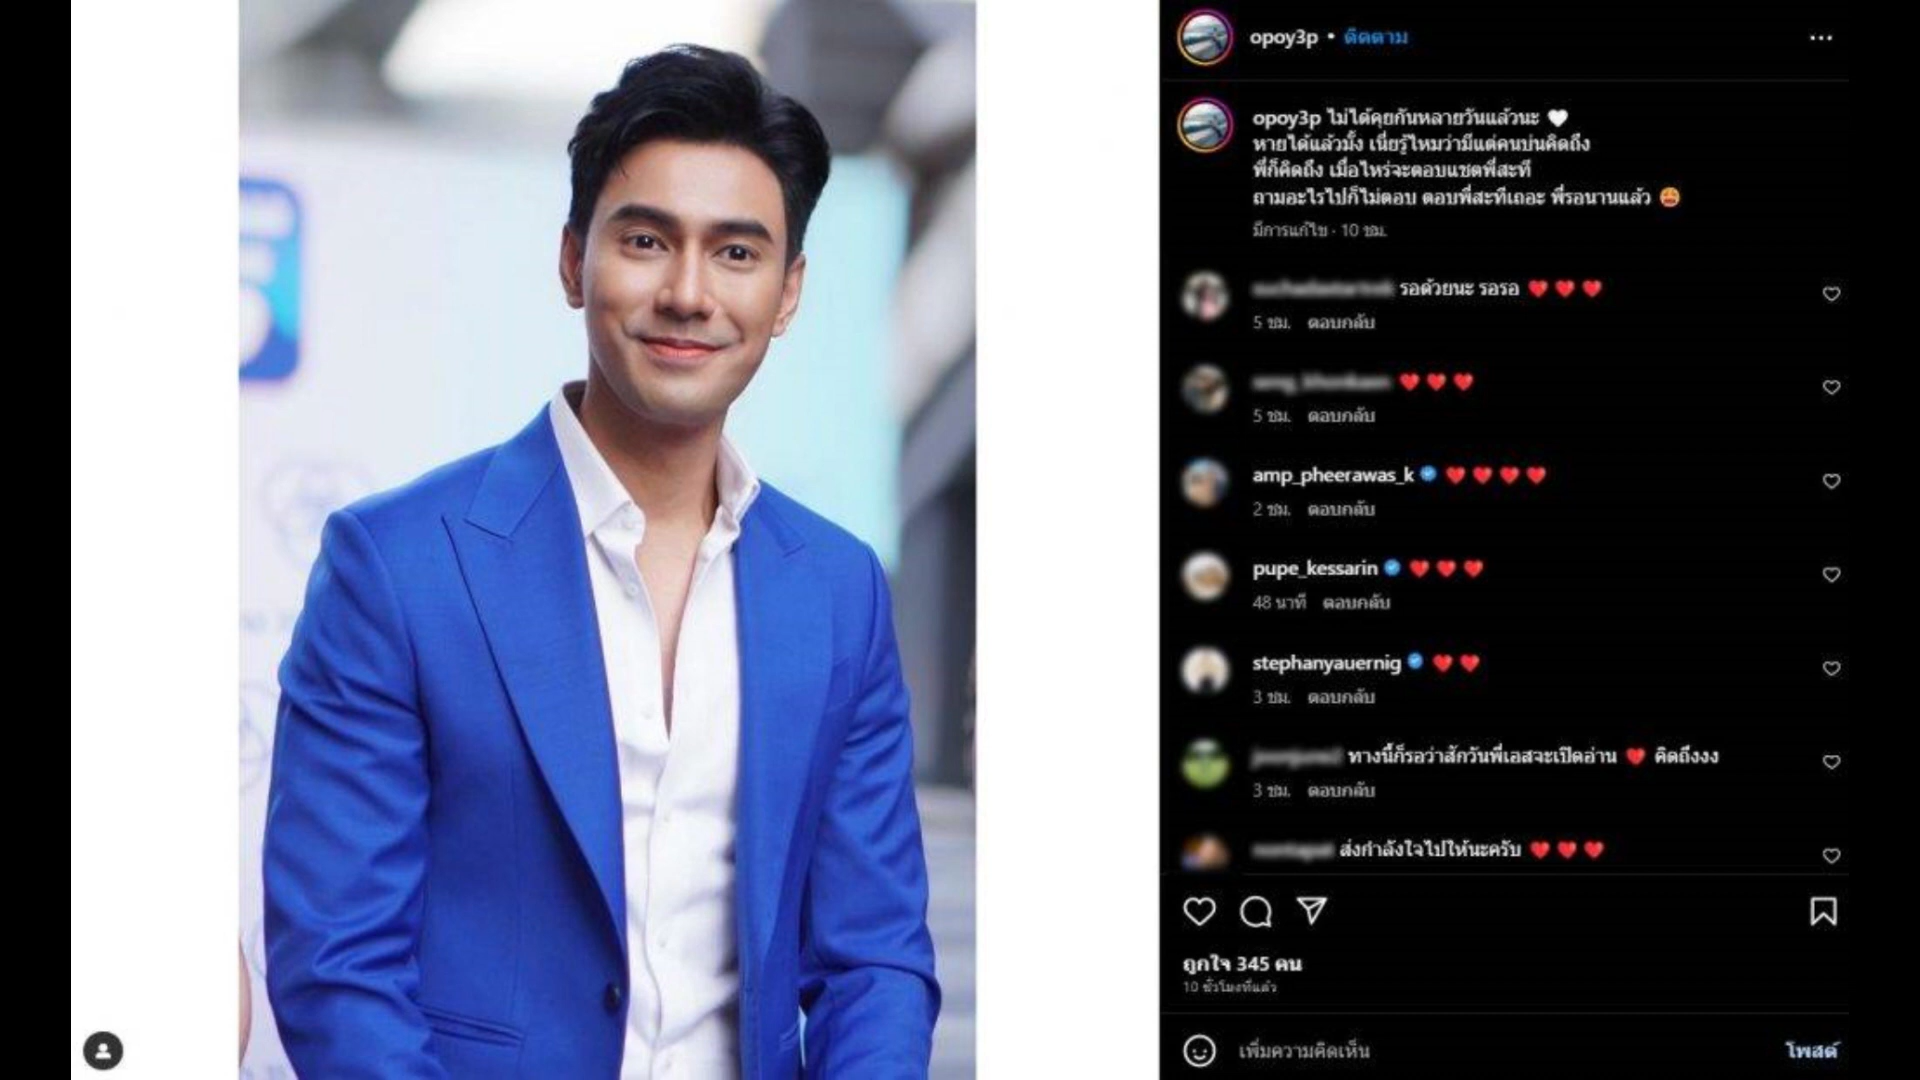 opoy3p • ติดตาม
opoy3p ไม่ได้คุยกันหลายวันแล้วนะ 🤍
หายได้แล้วมั้ง เนี่ยรู้ไหมว่ามีแต่คนบ่นคิดถึง
พี่ก็คิดถึง เมื่อไหร่จะตอบแชตพี่สะที
ถามอะไรไปก็ไม่ตอบ ตอบพี่สะทีเถอะ พี่รอนานแล้ว 😩
มีการแก้ไข · 10 ชม.
รอด้วยนะ รอรอ ❤️ ❤️ ❤️
5 ชม. ตอบกลับ
❤️ ❤️ ❤️
5 ชม. ตอบกลับ
amp_pheerawas_k ❤️ ❤️ ❤️ ❤️
2 ชม. ตอบกลับ
pupe_kessarin ❤️ ❤️ ❤️
48 นาที ตอบกลับ
stephanyauernig ❤️ ❤️
3 ชม. ตอบกลับ
ทางนี้ก็รอว่าสักวันพี่เอสจะเปิดอ่าน ❤️ คิดถึงงง
3 ชม. ตอบกลับ
ส่งกำลังใจไปให้นะครับ ❤️ ❤️ ❤️
ถูกใจ 345 คน
10 ชั่วโมงที่แล้ว
เพิ่มความคิดเห็น โพสต์